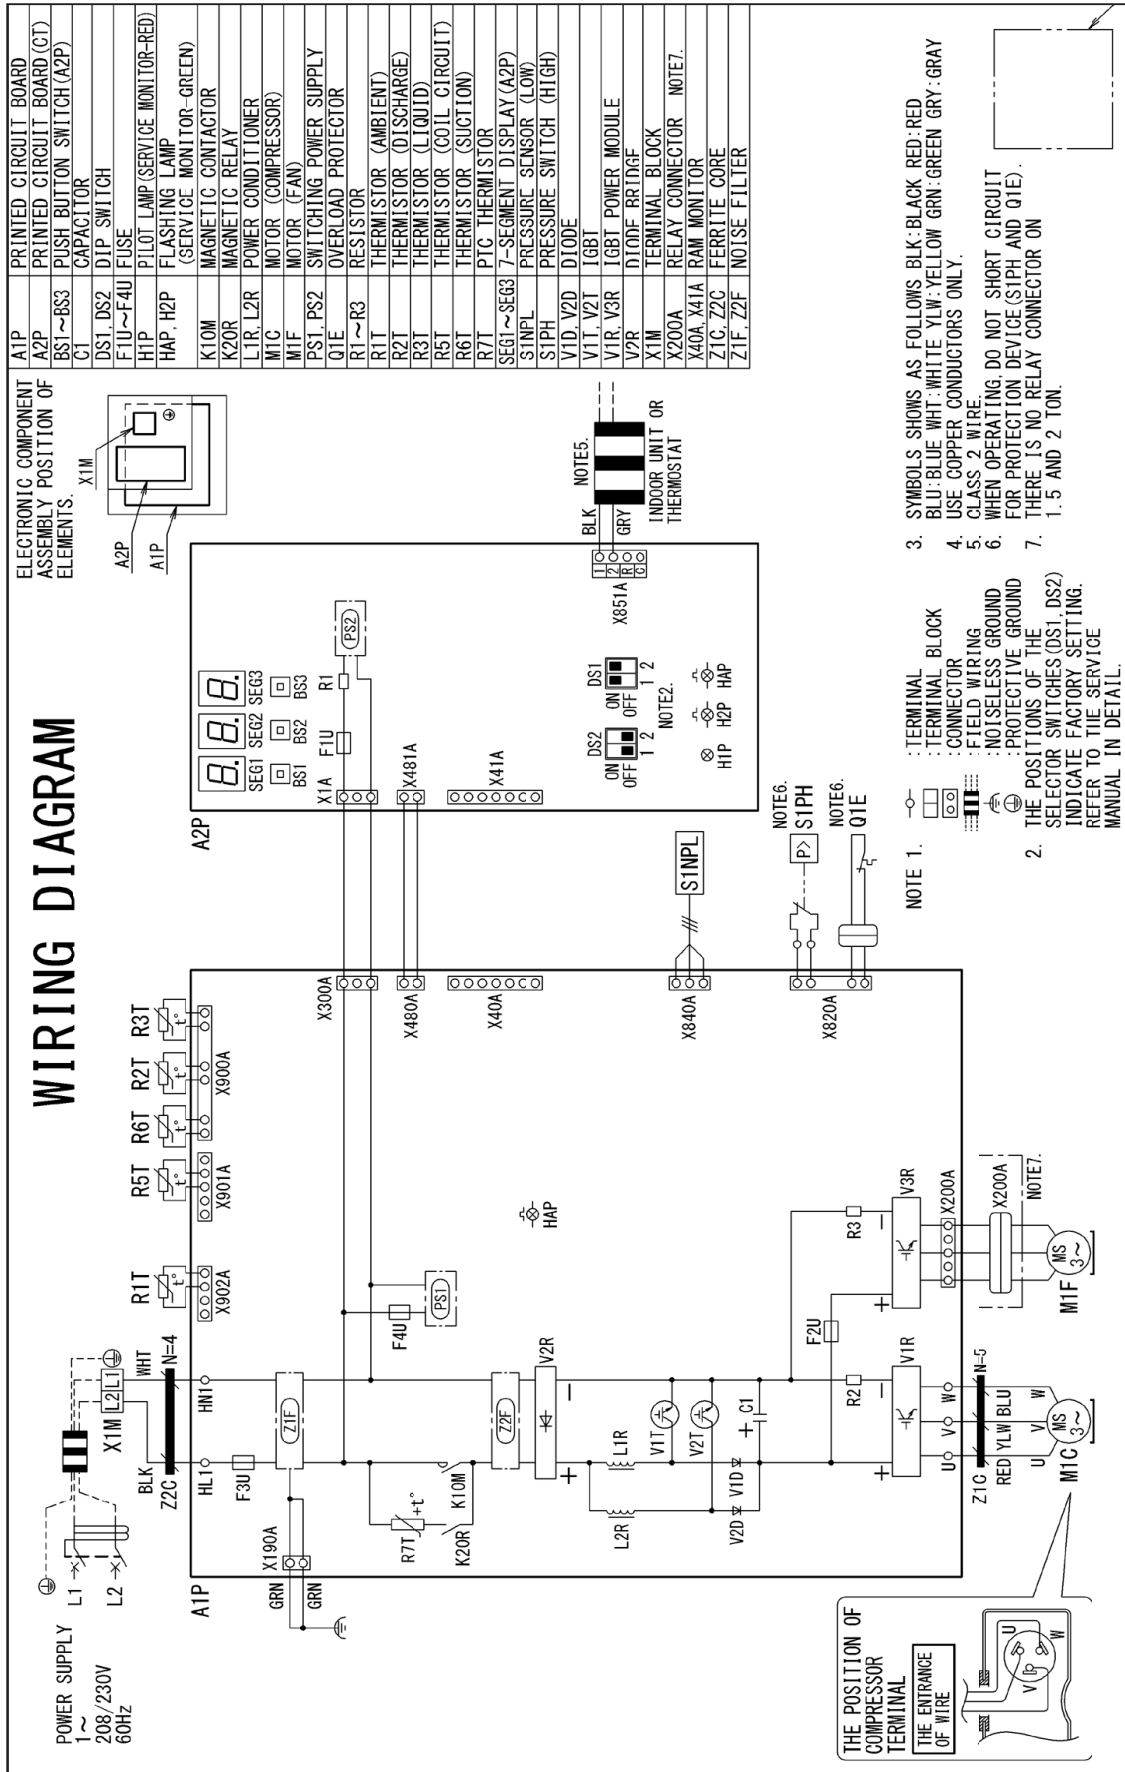 WIRING DIAGRAM
POWER SUPPLY
1~
208/230V
60Hz
L1
L2
X1M
L2 L1
BLK
WHT
Z2C
N=4
HL1
HN1
A1P
F3U
Z1F
X190A
GRN
GRN
R1T
t°
X902A
R5T
t°
X901A
R6T
t°
R2T
t°
X900A
R3T
t°
R7T
+t°
K20R
K10M
F4U
PS1
HAP
Z2F
V2R
+
−
L1R
L2R
V1T
V2T
V1D
V2D
+
C1
R2
F2U
R3
V1R
+
−
V3R
+
−
U
V
W
Z1C
N=5
RED
YLW
BLU
U
V
W
MS
3~
M1C
X200A
X200A
NOTE7.
MS
3~
M1F
X300A
X480A
X40A
X840A
S1NPL
X820A
NOTE6.
S1PH
P>
NOTE6.
Q1E
A2P
SEG1
SEG2
SEG3
BS1
BS2
BS3
X1A
F1U
R1
PS2
X481A
X41A
DS2
ON
OFF
1 2
DS1
ON
OFF
1 2
NOTE2.
H1P
H2P
HAP
X851A
1
2
R
C
BLK
GRY
NOTE5.
INDOOR UNIT OR
THERMOSTAT
ELECTRONIC COMPONENT
ASSEMBLY POSITION OF
ELEMENTS.
X1M
A2P
A1P
A1P PRINTED CIRCUIT BOARD
A2P PRINTED CIRCUIT BOARD(CT)
BS1~BS3 PUSH BUTTON SWITCH(A2P)
C1 CAPACITOR
DS1, DS2 DIP SWITCH
F1U~F4U FUSE
H1P PILOT LAMP(SERVICE MONITOR-RED)
HAP, H2P FLASHING LAMP
(SERVICE MONITOR-GREEN)
K10M MAGNETIC CONTACTOR
K20R MAGNETIC RELAY
L1R, L2R POWER CONDITIONER
M1C MOTOR (COMPRESSOR)
M1F MOTOR (FAN)
PS1, PS2 SWITCHING POWER SUPPLY
Q1E OVERLOAD PROTECTOR
R1~R3 RESISTOR
R1T THERMISTOR (AMBIENT)
R2T THERMISTOR (DISCHARGE)
R3T THERMISTOR (LIQUID)
R5T THERMISTOR (COIL CIRCUIT)
R6T THERMISTOR (SUCTION)
R7T PTC THERMISTOR
SEG1~SEG3 7-SEGMENT DISPLAY(A2P)
S1NPL PRESSURE SENSOR (LOW)
S1PH PRESSURE SWITCH (HIGH)
V1D, V2D DIODE
V1T, V2T IGBT
V1R, V3R IGBT POWER MODULE
V2R DIODE BRIDGE
X1M TERMINAL BLOCK
X200A RELAY CONNECTOR NOTE7.
X40A, X41A RAM MONITOR
Z1C, Z2C FERRITE CORE
Z1F, Z2F NOISE FILTER
THE POSITION OF
COMPRESSOR
TERMINAL
THE ENTRANCE
OF WIRE
U
V
W
NOTE 1.
:TERMINAL
:TERMINAL BLOCK
:CONNECTOR
:FIELD WIRING
:NOISELESS GROUND
:PROTECTIVE GROUND
2. THE POSITIONS OF THE
SELECTOR SWITCHES(DS1, DS2)
INDICATE FACTORY SETTING.
REFER TO THE SERVICE
MANUAL IN DETAIL.
3. SYMBOLS SHOWS AS FOLLOWS BLK:BLACK RED:RED
BLU:BLUE WHT:WHITE YLW:YELLOW GRN:GREEN GRY:GRAY
4. USE COPPER CONDUCTORS ONLY.
5. CLASS 2 WIRE.
6. WHEN OPERATING, DO NOT SHORT CIRCUIT
FOR PROTECTION DEVICE(S1PH AND Q1E).
7. THERE IS NO RELAY CONNECTOR ON
1.5 AND 2 TON.